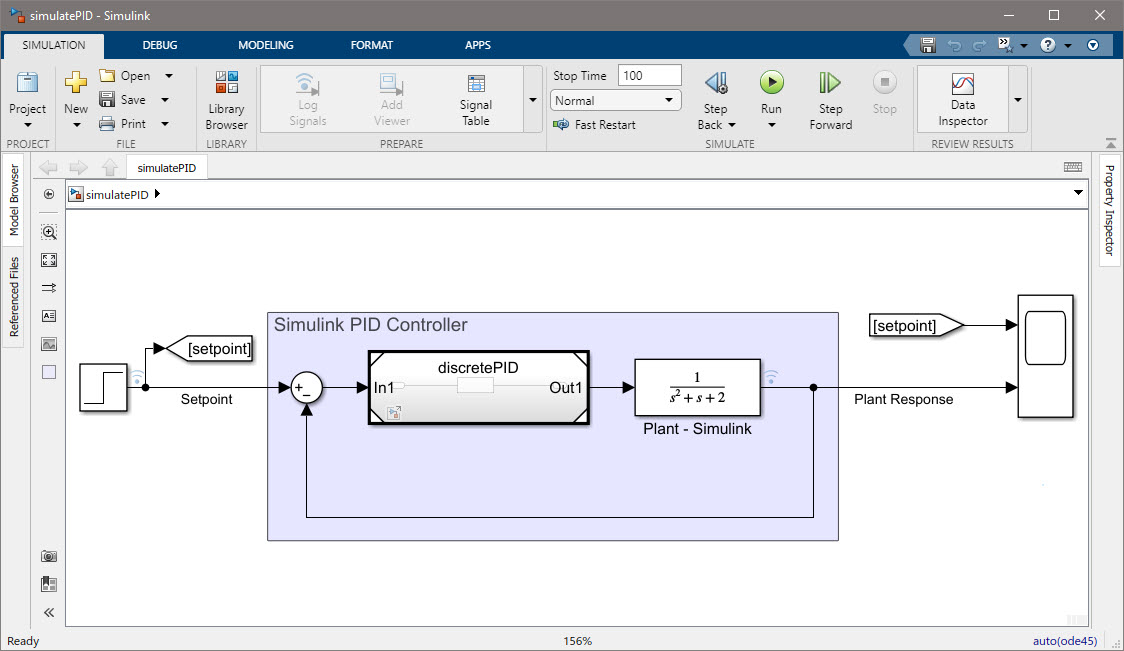 simulatePID - Simulink
SIMULATION DEBUG MODELING FORMAT APPS
Project
PROJECT
New
Open
Save
Print
FILE
Library
Browser
LIBRARY
Log
Signals
Add
Viewer
Signal
Table
PREPARE
Stop Time 100
Normal
Fast Restart
Step
Back
Run
Step
Forward
Stop
SIMULATE
Data
Inspector
REVIEW RESULTS
Model Browser
Referenced Files
simulatePID
simulatePID
Property Inspector
Simulink PID Controller
[setpoint]
Setpoint
+
−
discretePID
In1
Out1
1
s² + s + 2
Plant - Simulink
[setpoint]
Plant Response
Ready
156%
auto(ode45)